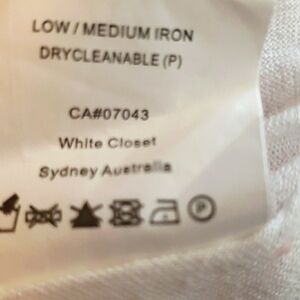 LOW / MEDIUM IRON
DRYCLEANABLE (P)
CA#07043
White Closet
Sydney Australia
P